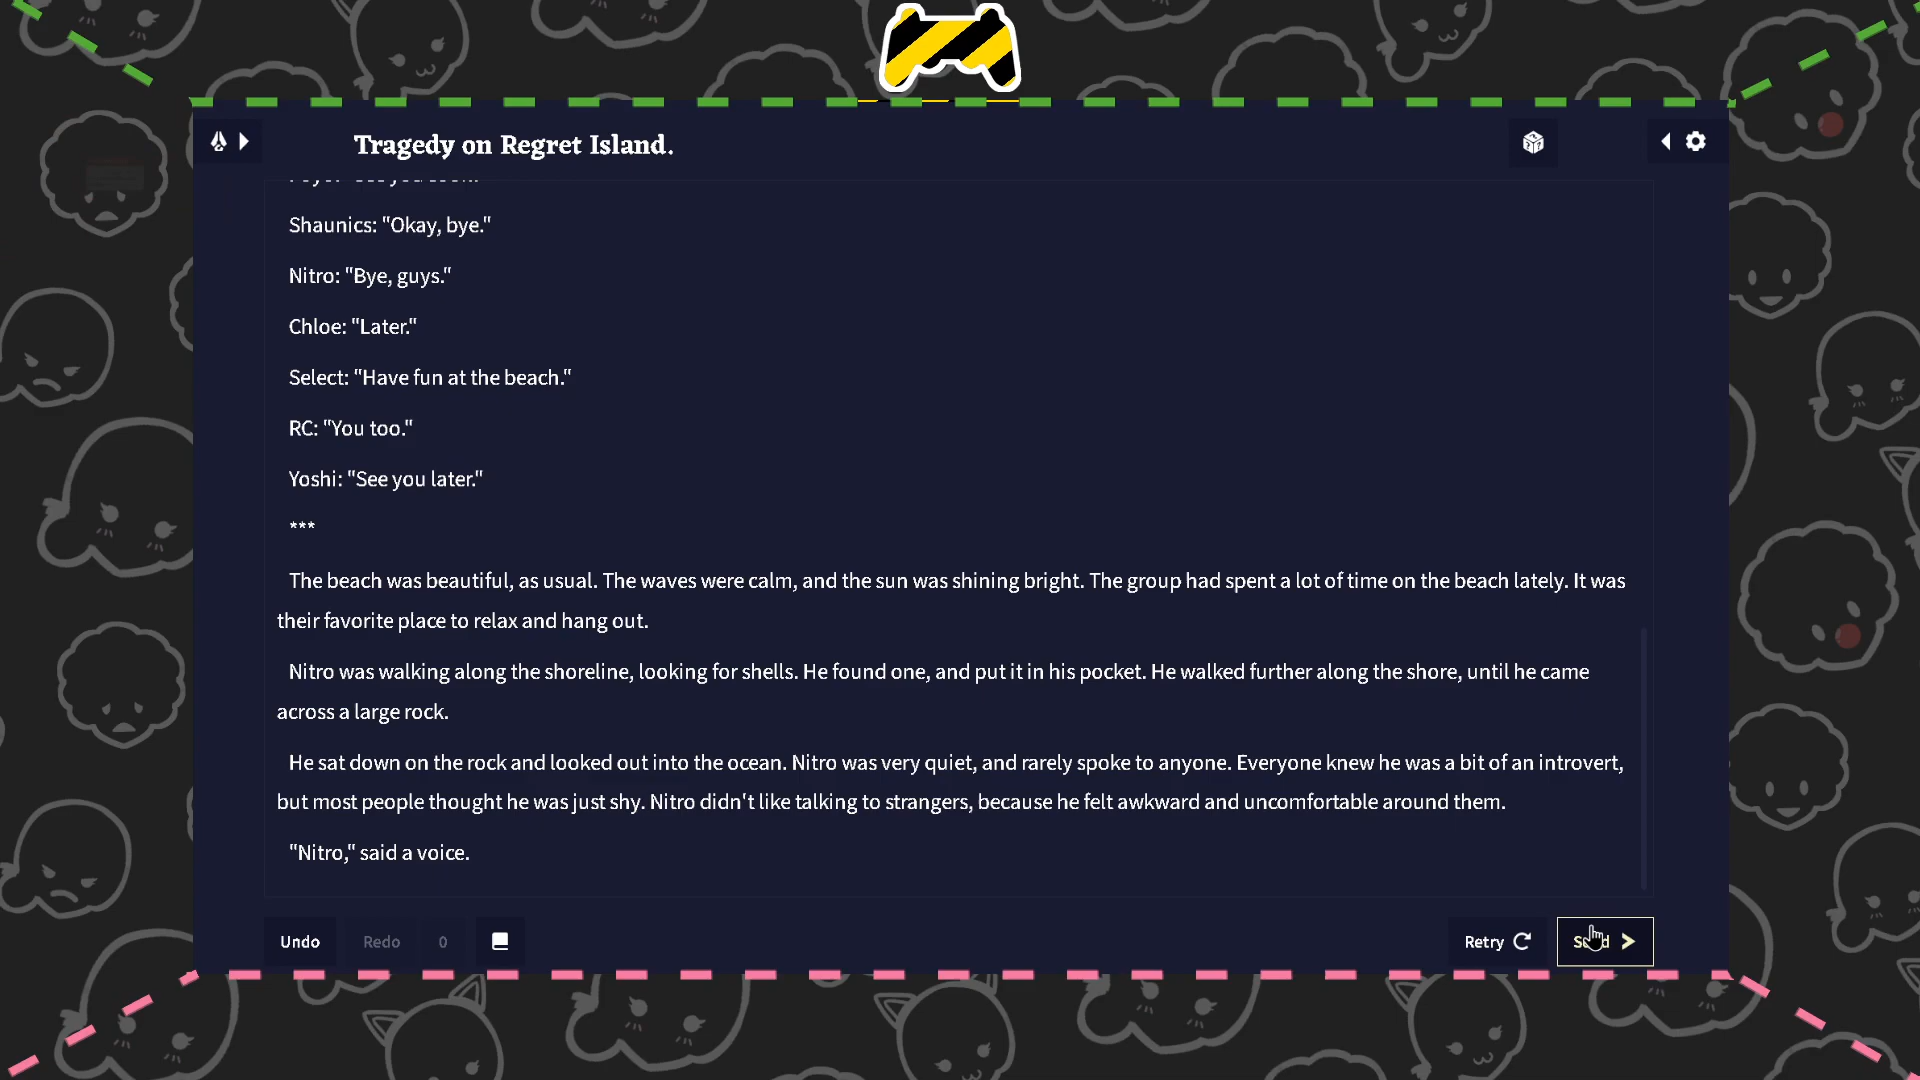 Tragedy on Regret Island.
Shaunics: "Okay, bye."
Nitro: "Bye, guys."
Chloe: "Later."
Select: "Have fun at the beach."
RC: "You too."
Yoshi: "See you later."
***
The beach was beautiful, as usual. The waves were calm, and the sun was shining bright. The group had spent a lot of time on the beach lately. It was
their favorite place to relax and hang out.
Nitro was walking along the shoreline, looking for shells. He found one, and put it in his pocket. He walked further along the shore, until he came
across a large rock.
He sat down on the rock and looked out into the ocean. Nitro was very quiet, and rarely spoke to anyone. Everyone knew he was a bit of an introvert,
but most people thought he was just shy. Nitro didn't like talking to strangers, because he felt awkward and uncomfortable around them.
"Nitro," said a voice.
Undo Redo 0 Retry